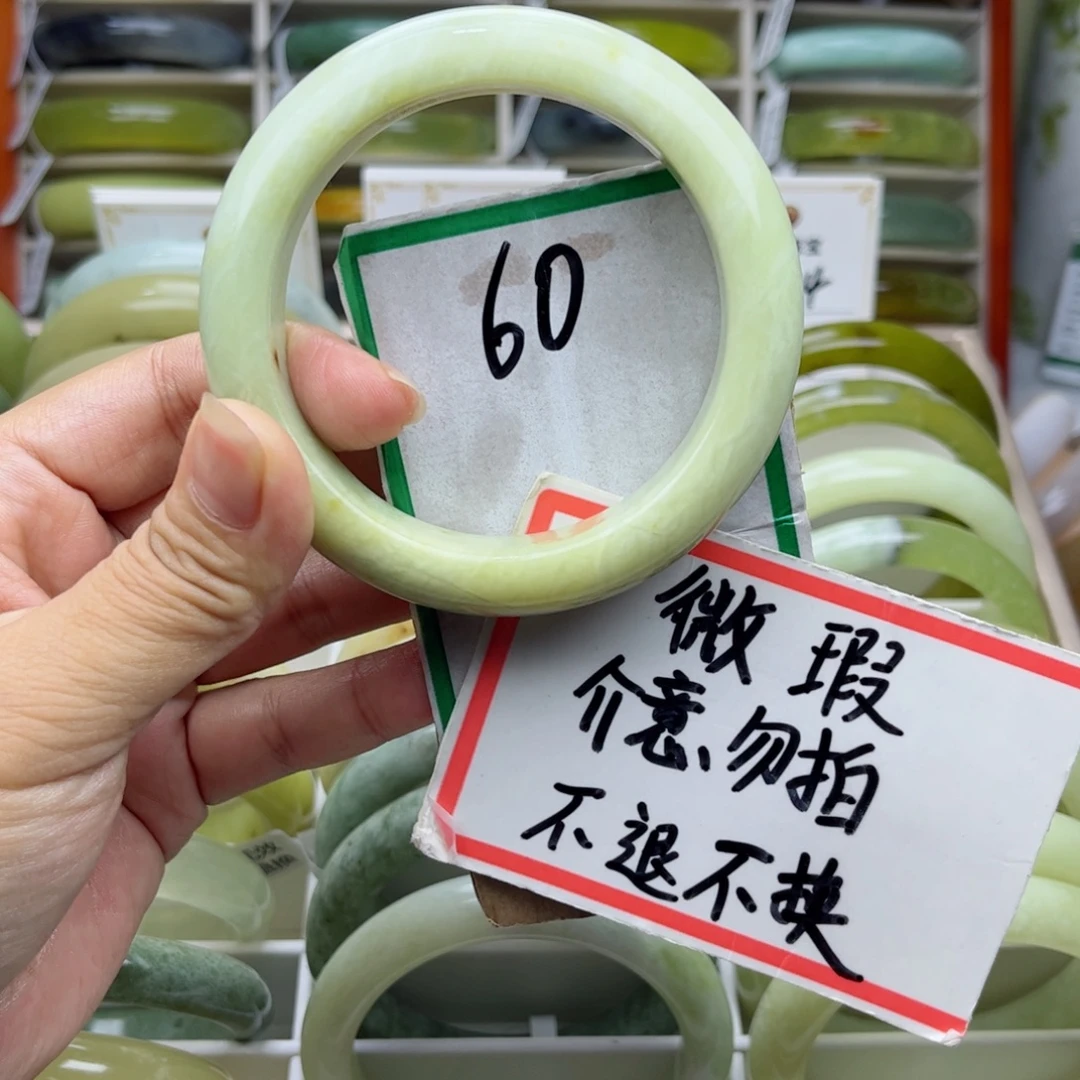 60
微 瑕
介意、勿拍
不退不换